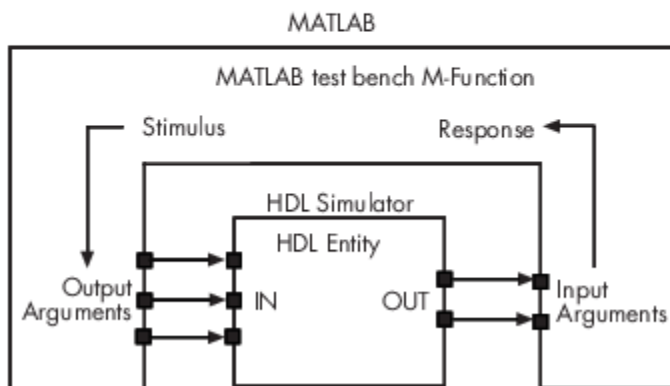 MATLAB
MATLAB test bench M-Function
Stimulus
Response
HDL Simulator
HDL Entity
Output
Arguments
IN
OUT
Input
Arguments